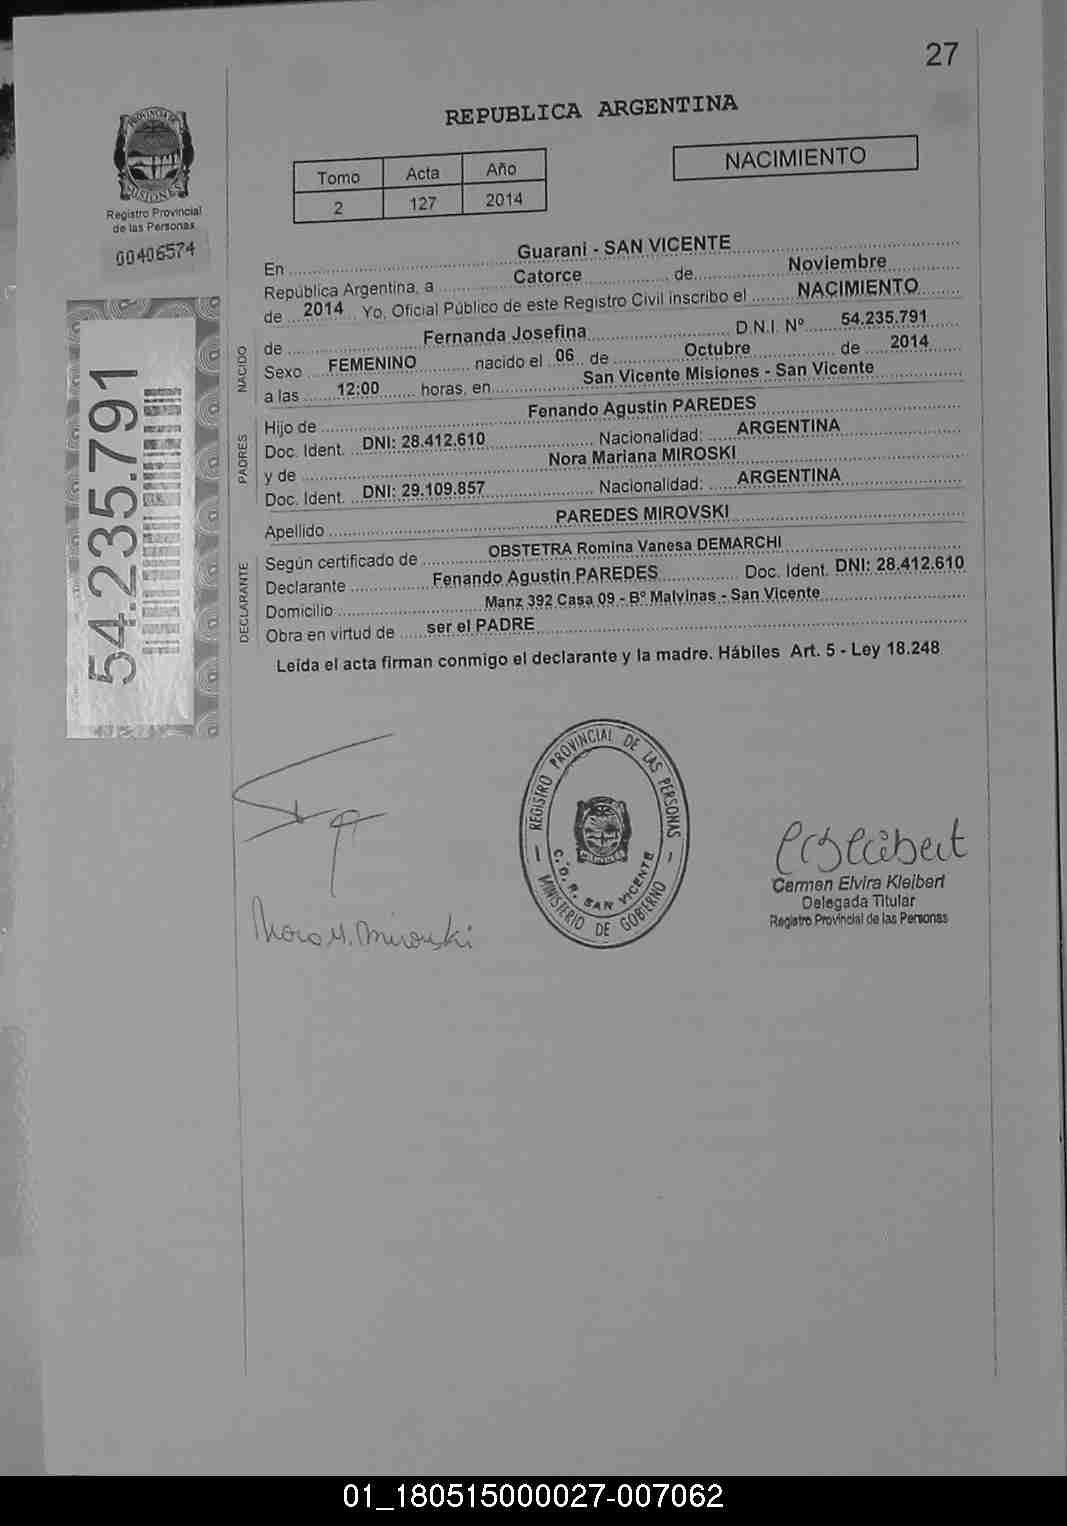 27
REPUBLICA ARGENTINA
PROVINCIA DE
MISIONES
Registro Provincial
de las Personas
00406574
Tomo Acta Año
2 127 2014
NACIMIENTO
En Guarani - SAN VICENTE
República Argentina, a Catorce de Noviembre
de 2014 Yo, Oficial Público de este Registro Civil inscribo el NACIMIENTO
NACIDO
de Fernanda Josefina D.N.I. Nº 54.235.791
Sexo FEMENINO nacido el 06 de Octubre de 2014
a las 12:00 horas, en San Vicente Misiones - San Vicente
PADRES
Hijo de Fenando Agustin PAREDES
Doc. Ident. DNI: 28.412.610 Nacionalidad: ARGENTINA
y de Nora Mariana MIROSKI
Doc. Ident. DNI: 29.109.857 Nacionalidad: ARGENTINA
Apellido PAREDES MIROVSKI
DECLARANTE
Según certificado de OBSTETRA Romina Vanesa DEMARCHI
Declarante Fenando Agustin PAREDES Doc. Ident. DNI: 28.412.610
Domicilio Manz 392 Casa 09 - Bº Malvinas - San Vicente
Obra en virtud de ser el PADRE
Leída el acta firman conmigo el declarante y la madre. Hábiles Art. 5 - Ley 18.248
54.235.791
REGISTRO PROVINCIAL DE LAS PERSONAS
C.D.R. SAN VICENTE
MINISTERIO DE GOBIERNO
Nora M. Mirouski
Carmen Elvira Kleibert
Delegada Titular
Registro Provincial de las Personas
01_180515000027-007062